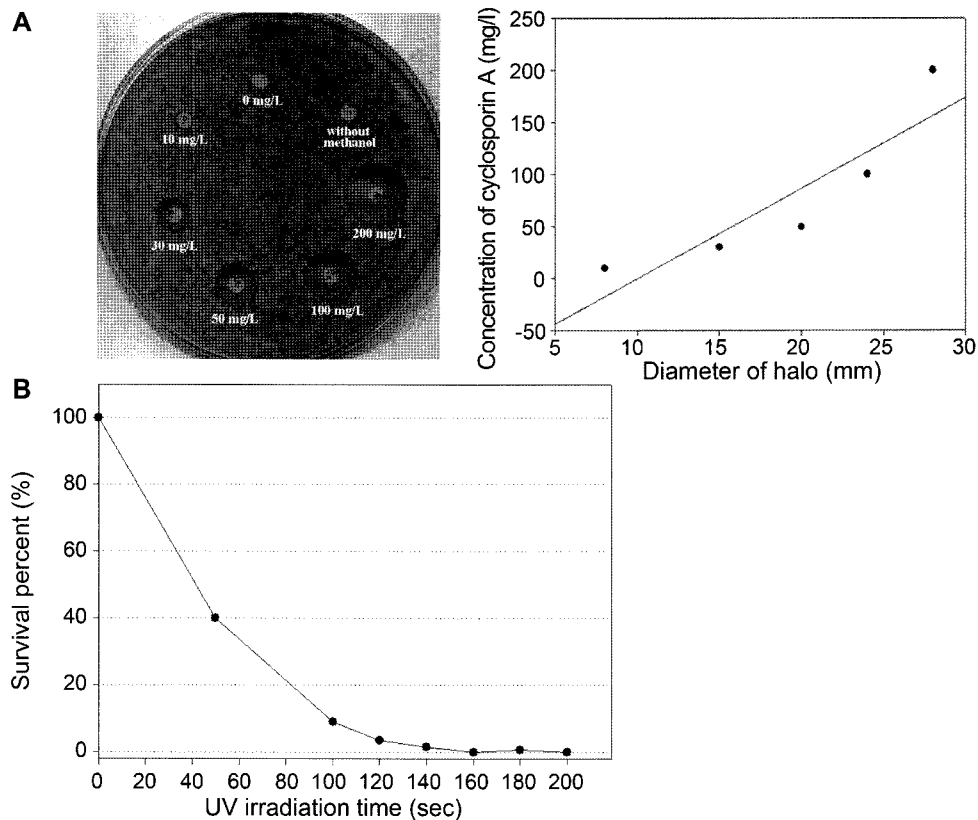 A
0 mg/L
10 mg/L
without
methanol
30 mg/L
200 mg/L
50 mg/L
100 mg/L
Concentration of cyclosporin A (mg/l)
250
200
150
100
50
0
-50
5
10
15
20
25
30
Diameter of halo (mm)
B
Survival percent (%)
100
80
60
40
20
0
0 20 40 60 80 100 120 140 160 180 200
UV irradiation time (sec)